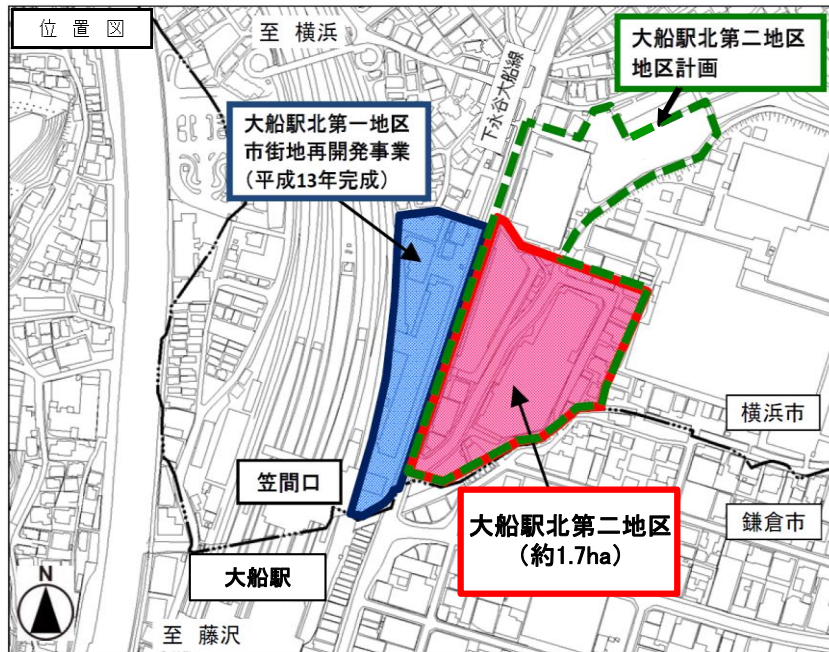 位置図
至 横浜
下永谷大船線
大船駅北第二地区
地区計画
大船駅北第一地区
市街地再開発事業
（平成13年完成）
横浜市
笠間口
大船駅北第二地区
（約1.7ha）
鎌倉市
大船駅
N
至 藤沢